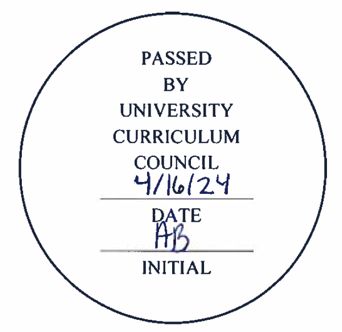 PASSED
BY
UNIVERSITY
CURRICULUM
COUNCIL
4/16/24
DATE
AB
INITIAL